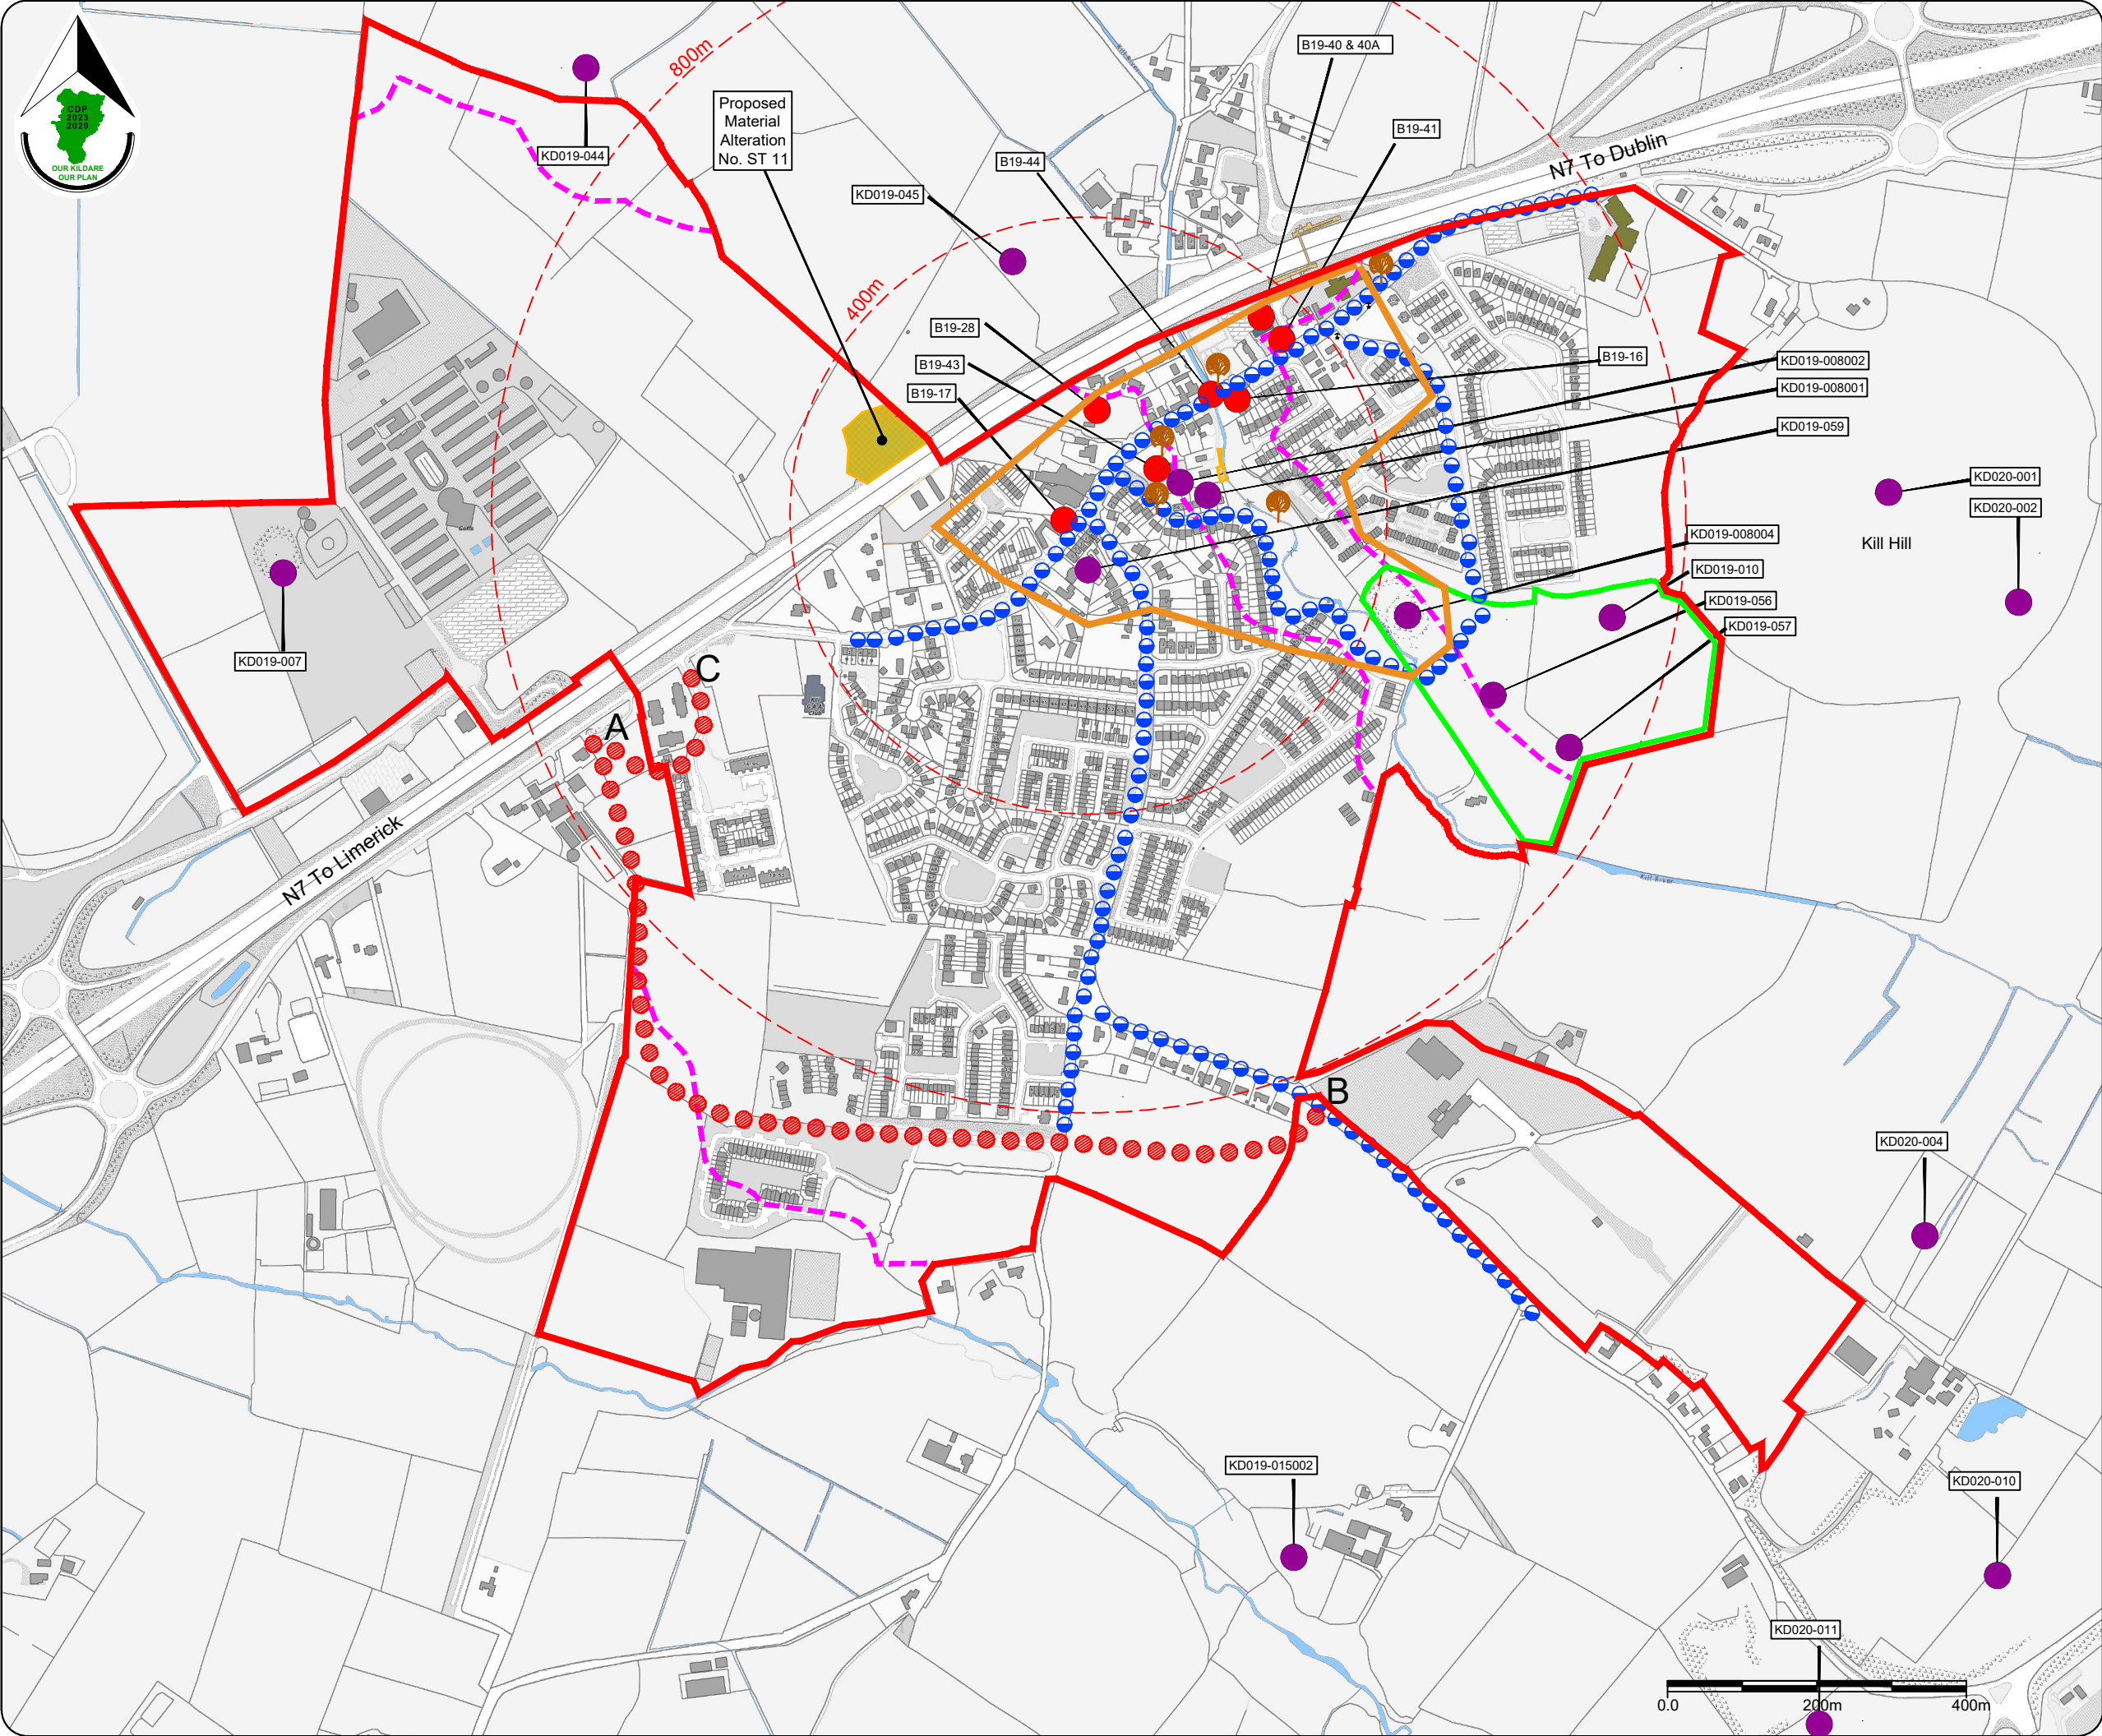 CDP
2023
2029
OUR KILDARE
OUR PLAN
800m
400m
Proposed
Material
Alteration
No. ST 11
B19-40 & 40A
B19-41
B19-44
N7 To Dublin
KD019-044
KD019-045
B19-28
B19-43
B19-17
B19-16
KD019-008002
KD019-008001
KD019-059
KD020-001
KD020-002
Kill Hill
KD019-008004
KD019-010
KD019-056
KD019-057
Goffs
KD019-007
C
A
N7 To Limerick
Kill River
B
KD020-004
KD019-015002
KD020-010
KD020-011
0.0
200m
400m